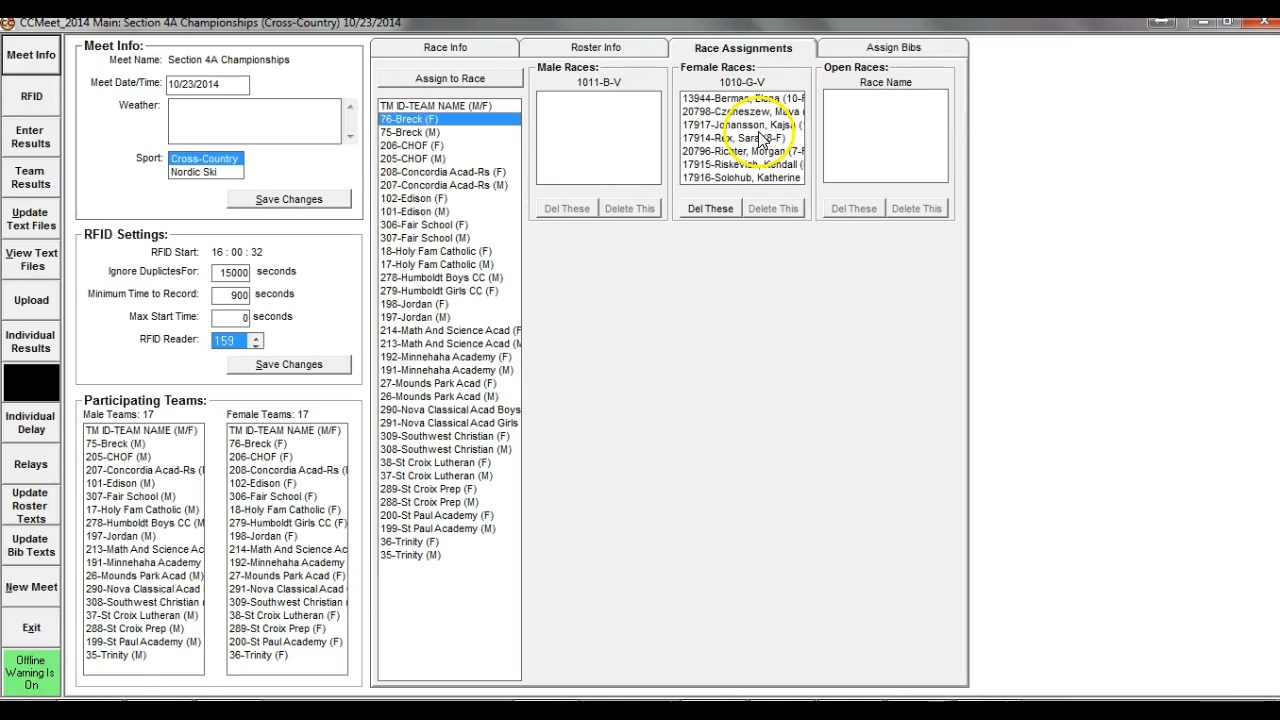 CCMeet_2014 Main: Section 4A Championships (Cross-Country) 10/23/2014
Meet Info
RFID
Enter
Results
Team
Results
Update
Text Files
View Text
Files
Upload
Individual
Results
Individual
Delay
Relays
Update
Roster
Texts
Update
Bib Texts
New Meet
Exit
Offline
Warning Is
On
Meet Info:
Meet Name: Section 4A Championships
Meet Date/Time: 10/23/2014
Weather:
Sport: Cross-Country
Nordic Ski
Save Changes
RFID Settings:
RFID Start: 16 : 00 : 32
Ignore DuplictesFor: 15000 seconds
Minimum Time to Record: 900 seconds
Max Start Time: 0 seconds
RFID Reader: 159
Save Changes
Participating Teams:
Male Teams: 17
TM ID-TEAM NAME (M/F)
75-Breck (M)
205-CHOF (M)
207-Concordia Acad-Rs (
101-Edison (M)
307-Fair School (M)
17-Holy Fam Catholic (M)
278-Humboldt Boys CC (M
197-Jordan (M)
213-Math And Science Ac
191-Minnehaha Academy
26-Mounds Park Acad (M)
290-Nova Classical Acad
308-Southwest Christian (
37-St Croix Lutheran (M)
288-St Croix Prep (M)
199-St Paul Academy (M)
35-Trinity (M)
Female Teams: 17
TM ID-TEAM NAME (M/F)
76-Breck (F)
206-CHOF (F)
208-Concordia Acad-Rs (
102-Edison (F)
306-Fair School (F)
18-Holy Fam Catholic (F)
279-Humboldt Girls CC (F)
198-Jordan (F)
214-Math And Science Ac
192-Minnehaha Academy
27-Mounds Park Acad (F)
291-Nova Classical Acad
309-Southwest Christian (
38-St Croix Lutheran (F)
289-St Croix Prep (F)
200-St Paul Academy (F)
36-Trinity (F)
Race Info
Roster Info
Race Assignments
Assign Bibs
Assign to Race
TM ID-TEAM NAME (M/F)
76-Breck (F)
75-Breck (M)
206-CHOF (F)
205-CHOF (M)
208-Concordia Acad-Rs (F)
207-Concordia Acad-Rs (M)
102-Edison (F)
101-Edison (M)
306-Fair School (F)
307-Fair School (M)
18-Holy Fam Catholic (F)
17-Holy Fam Catholic (M)
278-Humboldt Boys CC (M)
279-Humboldt Girls CC (F)
198-Jordan (F)
197-Jordan (M)
214-Math And Science Acad (F
213-Math And Science Acad (M
192-Minnehaha Academy (F)
191-Minnehaha Academy (M)
27-Mounds Park Acad (F)
26-Mounds Park Acad (M)
290-Nova Classical Acad Boys
291-Nova Classical Acad Girls
309-Southwest Christian (F)
308-Southwest Christian (M)
38-St Croix Lutheran (F)
37-St Croix Lutheran (M)
289-St Croix Prep (F)
288-St Croix Prep (M)
200-St Paul Academy (F)
199-St Paul Academy (M)
36-Trinity (F)
35-Trinity (M)
Male Races:
1011-B-V
Del These
Delete This
Female Races:
1010-G-V
13944-Berman, Elena (10-F
20798-Czeneszew, Maya (
17917-Johansson, Kajsa (
17914-Rex, Sara (8-F)
20796-Richter, Morgan (7-F
17915-Riskevich, Kendall (
17916-Solohub, Katherine
Del These
Delete This
Open Races:
Race Name
Del These
Delete This